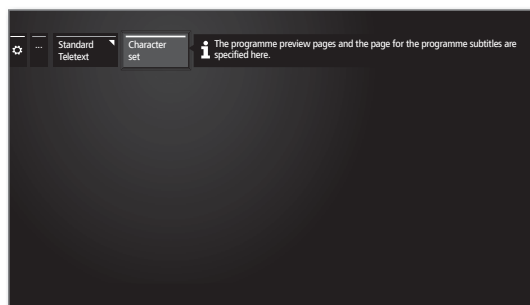 ...
Standard
Teletext
Character
set
The programme preview pages and the page for the programme subtitles are
specified here.